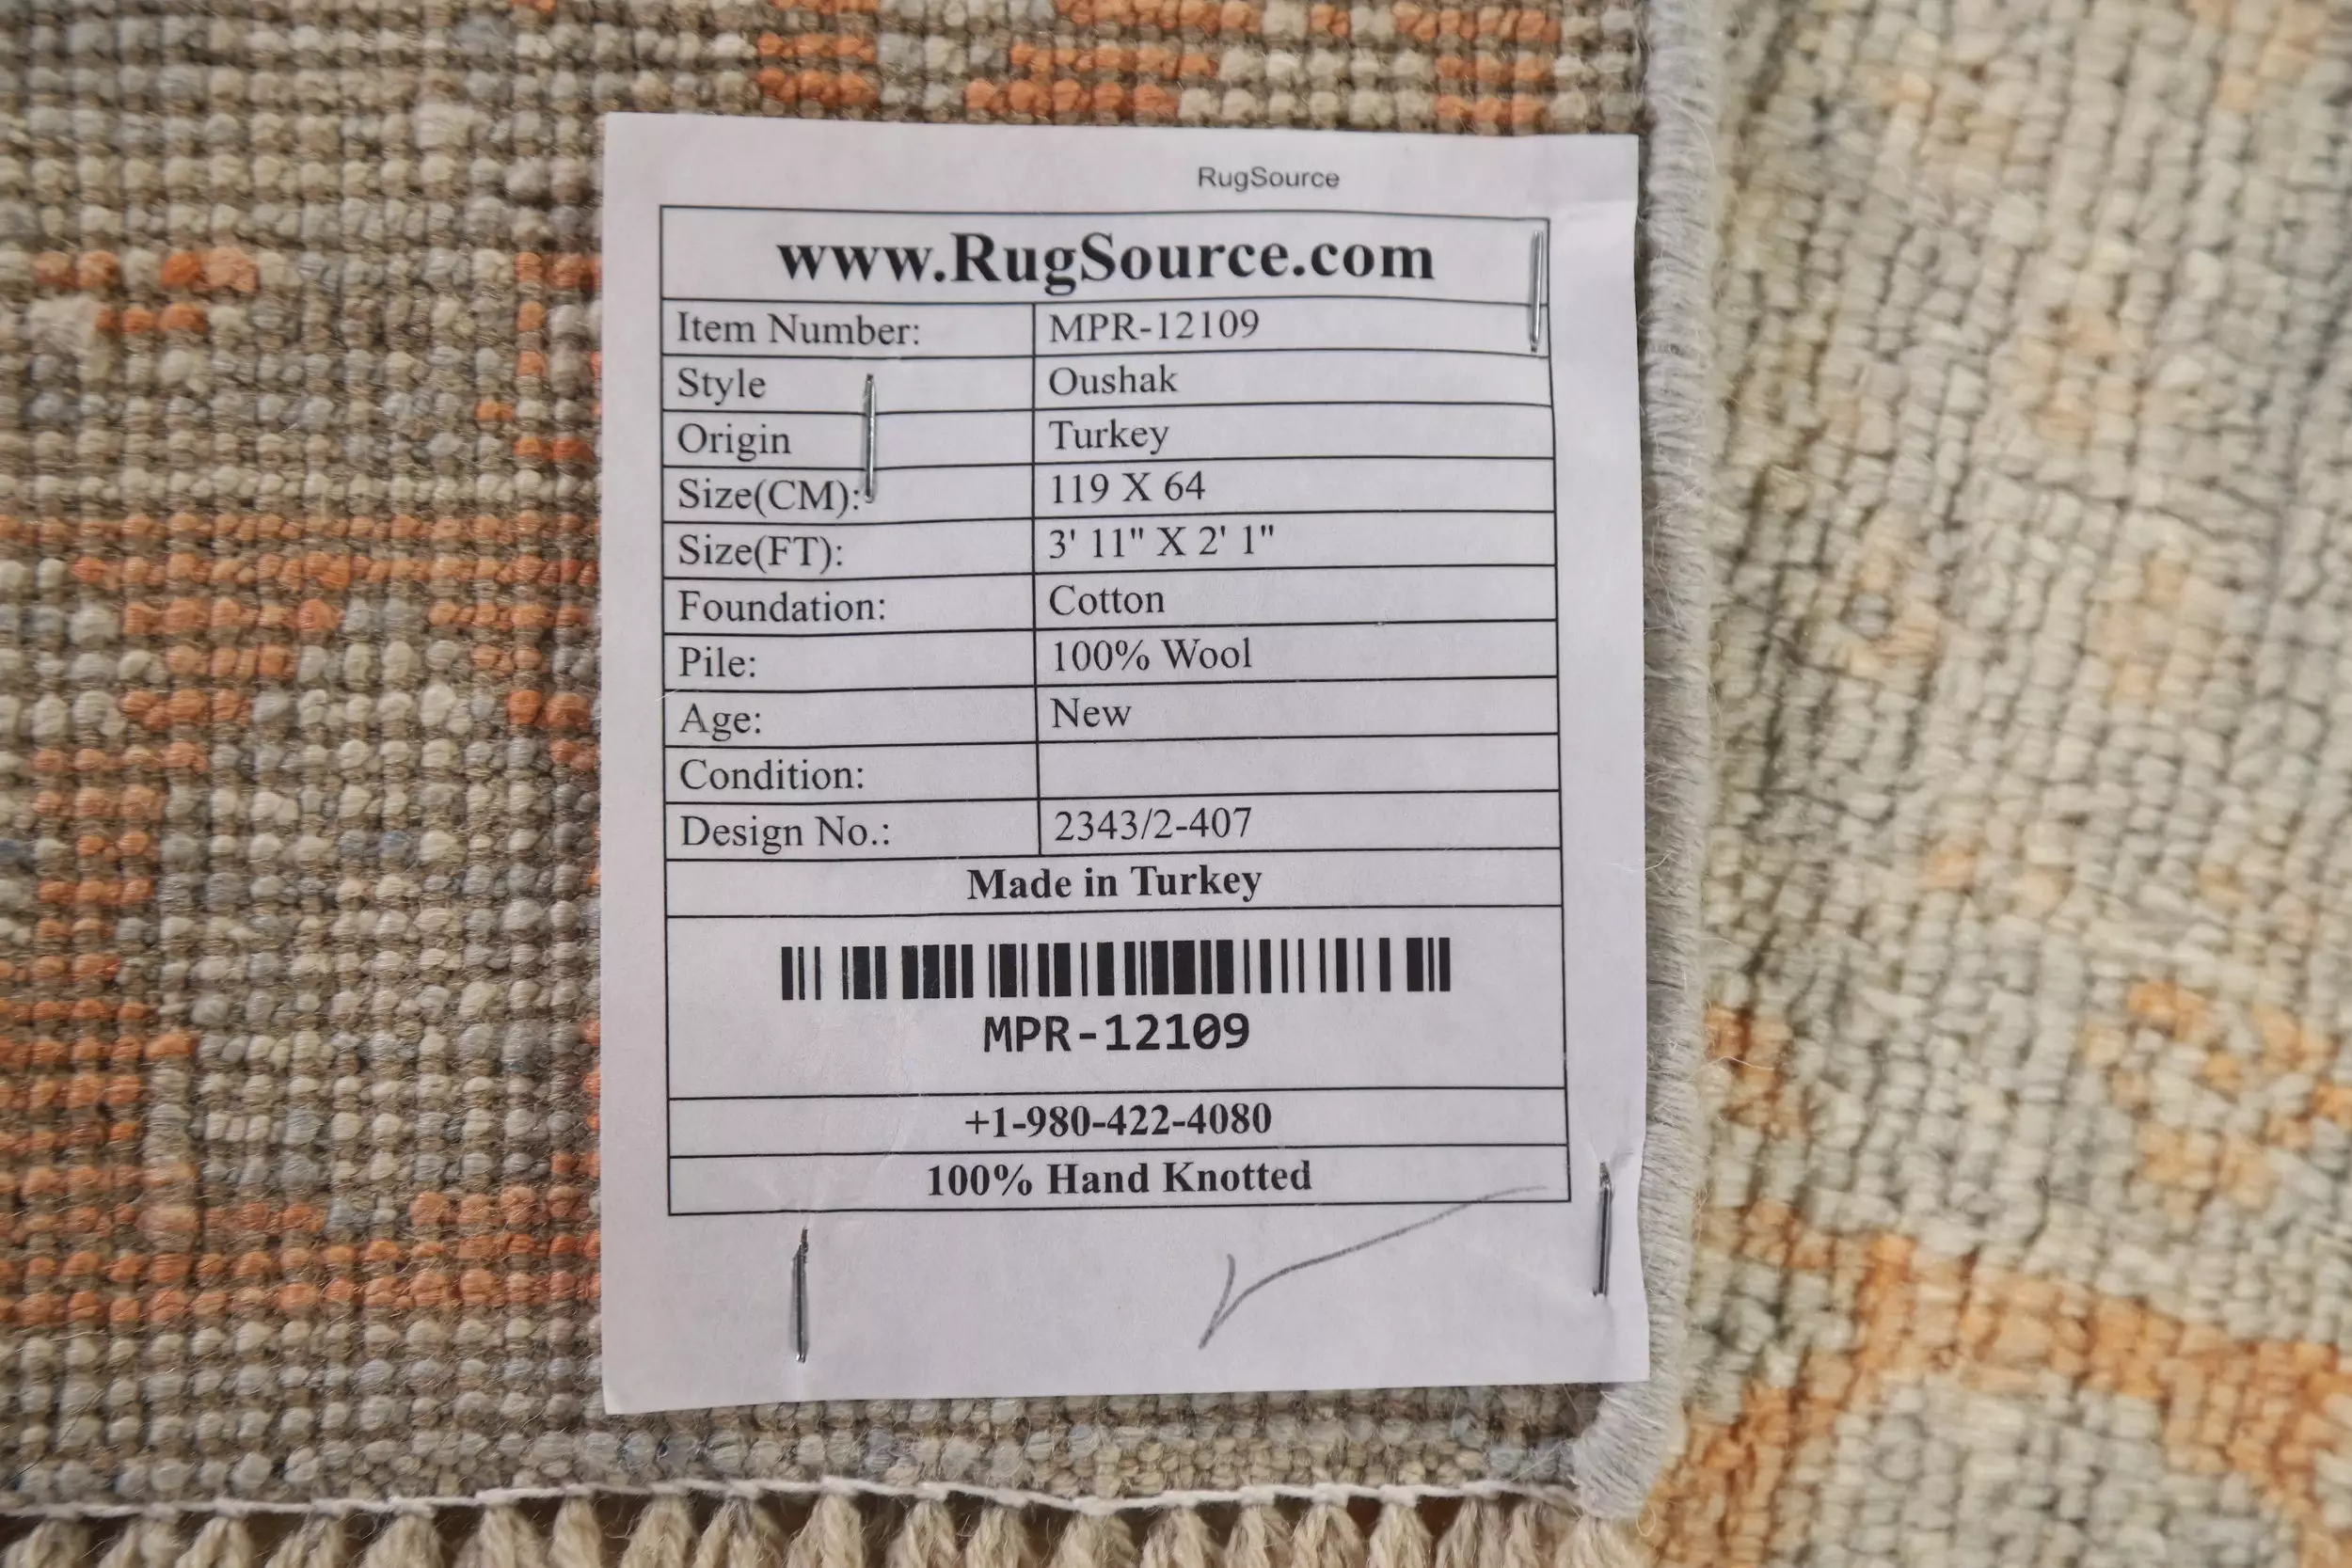 RugSource
www.RugSource.com
Item Number: MPR-12109
Style Oushak
Origin Turkey
Size(CM): 119 X 64
Size(FT): 3' 11" X 2' 1"
Foundation: Cotton
Pile: 100% Wool
Age: New
Condition:
Design No.: 2343/2-407
Made in Turkey
MPR-12109
+1-980-422-4080
100% Hand Knotted